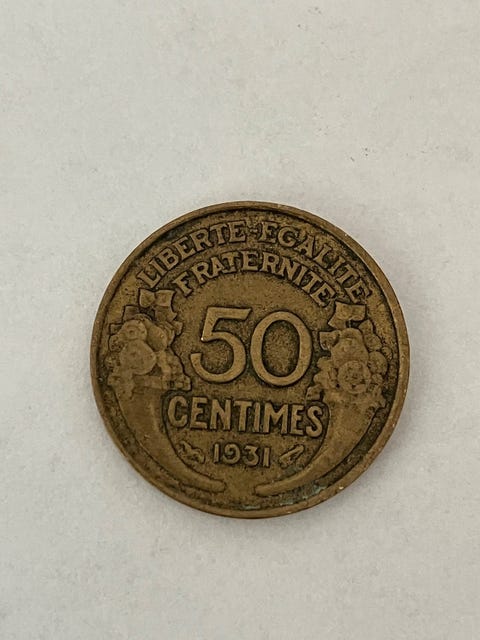 LIBERTE-EGALITE
FRATERNITE
50
CENTIMES
1931